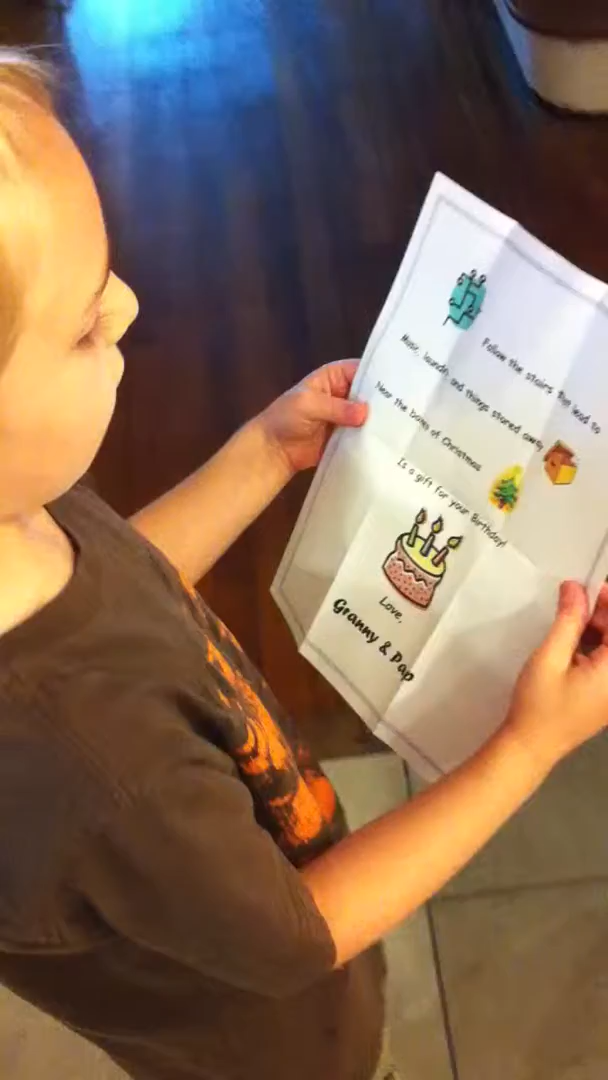 Follow the stairs that lead to
Music, laundry and things stored away
Near the boxes of Christmas
Is a gift for your Birthday!
Love,
Granny & Pap